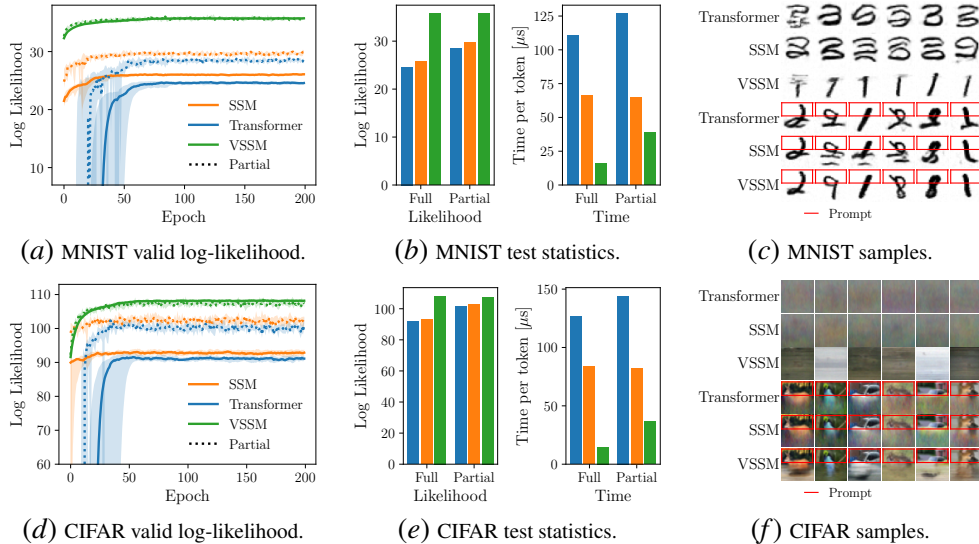 Log Likelihood
30
20
10
0
50
100
150
200
Epoch
SSM
Transformer
VSSM
Partial
(a) MNIST valid log-likelihood.
Log Likelihood
30
20
10
0
Full
Partial
Likelihood
Time per token [μs]
125
100
75
50
25
0
Full
Partial
Time
(b) MNIST test statistics.
Transformer
SSM
VSSM
Transformer
SSM
VSSM
Prompt
(c) MNIST samples.
Log Likelihood
110
100
90
80
70
60
0
50
100
150
200
Epoch
SSM
Transformer
VSSM
Partial
(d) CIFAR valid log-likelihood.
Log Likelihood
100
80
60
40
20
0
Full
Partial
Likelihood
Time per token [μs]
150
100
50
0
Full
Partial
Time
(e) CIFAR test statistics.
Transformer
SSM
VSSM
Transformer
SSM
VSSM
Prompt
(f) CIFAR samples.